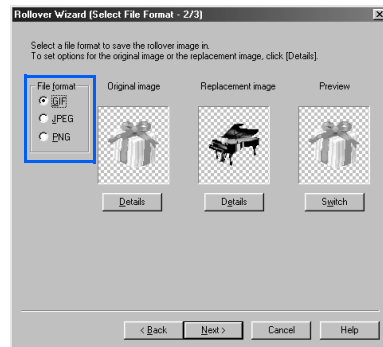 Rollover Wizard (Select File Format - 2/3)
Select a file format to save the rollover image in.
To set options for the original image or the replacement image, click [Details].
File format
GIF
JPEG
PNG
Original image
Replacement image
Preview
Details
Details
Switch
< Back
Next >
Cancel
Help